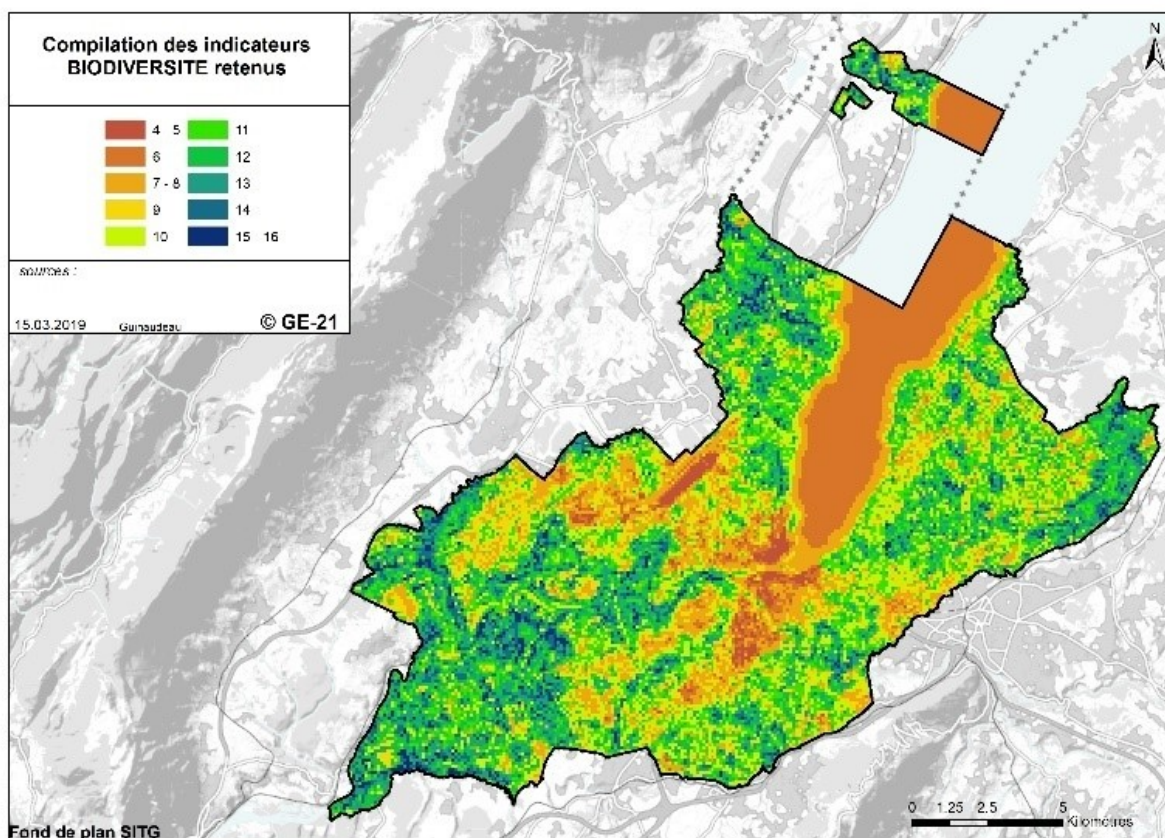 Compilation des indicateurs
BIODIVERSITE retenus
4 - 5
6
7 - 8
9
10
11
12
13
14
15 - 16
sources :
15.03.2019 Guinaudeau © GE-21
N
0 1.25 2.5 5
Kilomètres
Fond de plan SITG